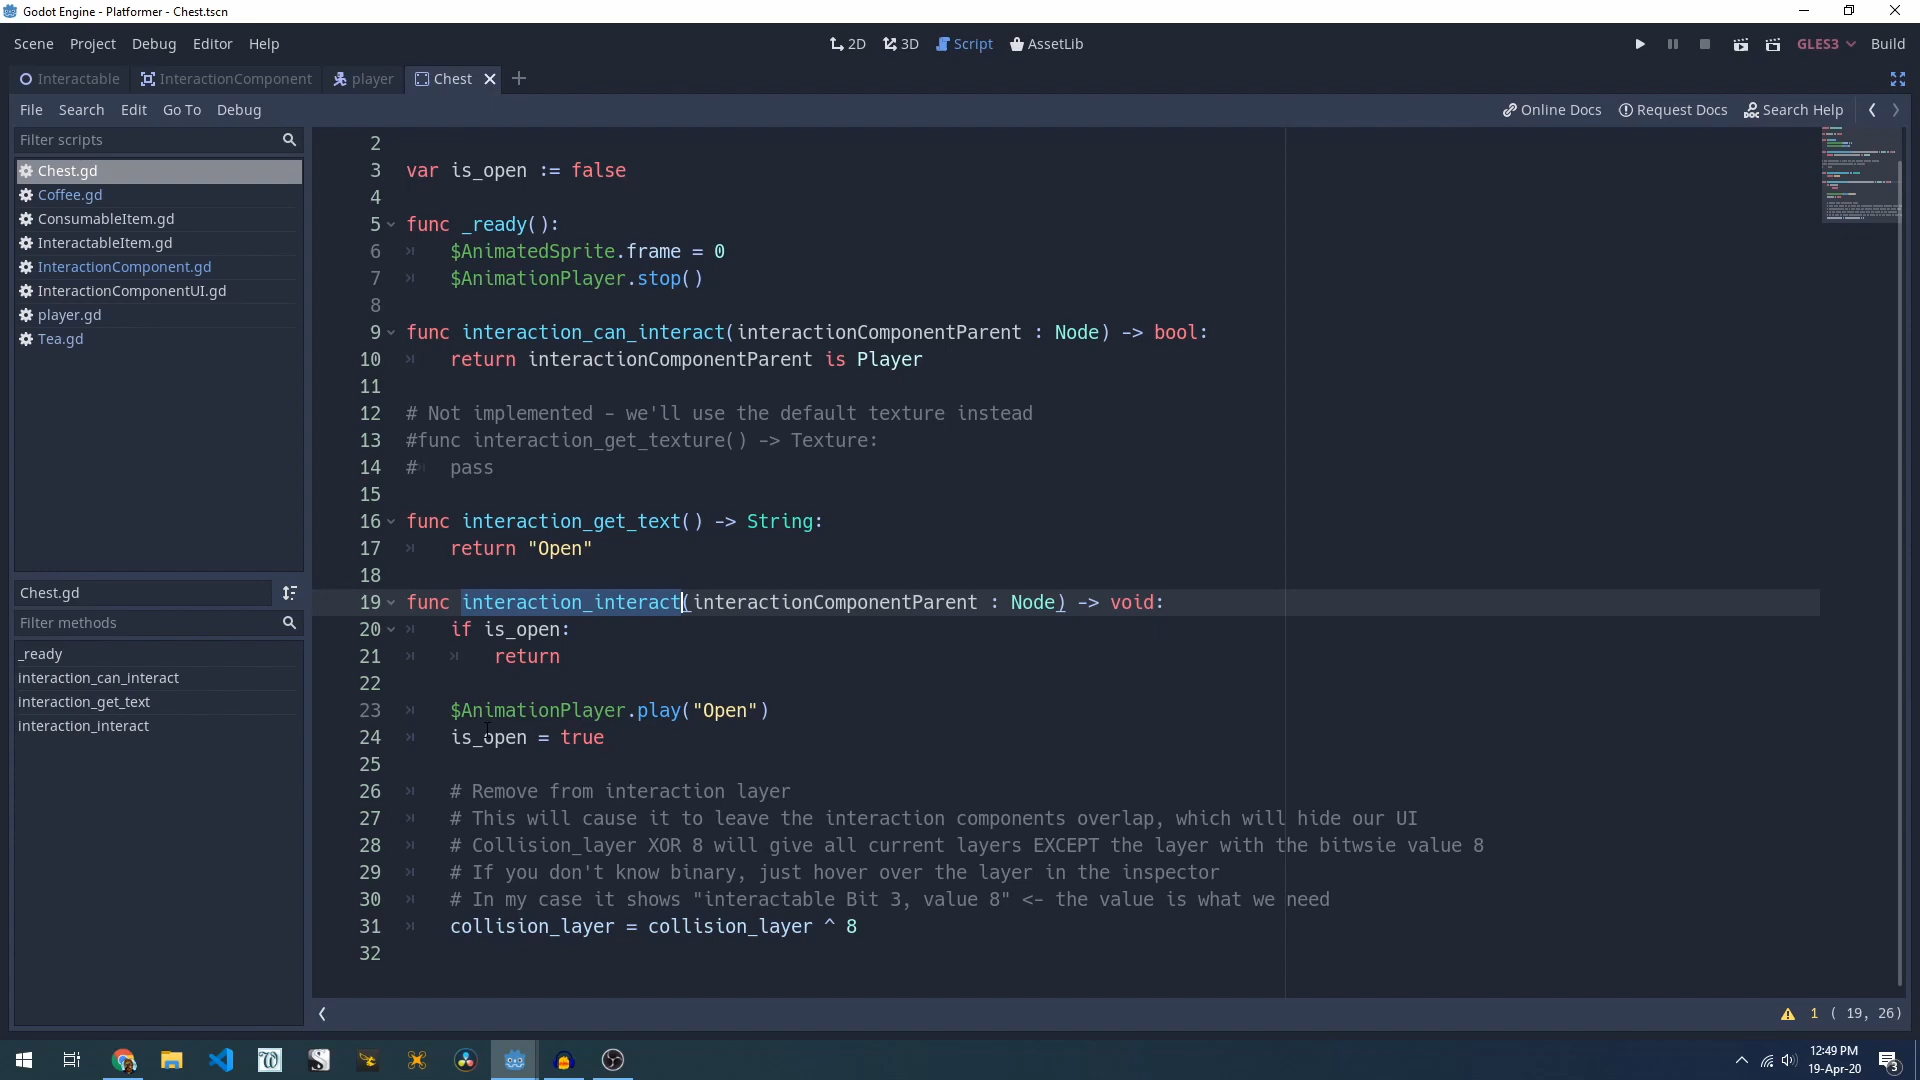 Godot Engine - Platformer - Chest.tscn
Scene Project Debug Editor Help 2D 3D Script AssetLib GLES3 Build
Interactable InteractionComponent player Chest
File Search Edit Go To Debug Online Docs Request Docs Search Help
Filter scripts
Chest.gd
Coffee.gd
ConsumableItem.gd
InteractableItem.gd
InteractionComponent.gd
InteractionComponentUI.gd
player.gd
Tea.gd
Chest.gd
Filter methods
_ready
interaction_can_interact
interaction_get_text
interaction_interact
2
3 var is_open := false
4
5 func _ready():
6 $AnimatedSprite.frame = 0
7 $AnimationPlayer.stop()
8
9 func interaction_can_interact(interactionComponentParent : Node) -> bool:
10 return interactionComponentParent is Player
11
12 # Not implemented - we'll use the default texture instead
13 #func interaction_get_texture() -> Texture:
14 # pass
15
16 func interaction_get_text() -> String:
17 return "Open"
18
19 func interaction_interact(interactionComponentParent : Node) -> void:
20 if is_open:
21 return
22
23 $AnimationPlayer.play("Open")
24 is_open = true
25
26 # Remove from interaction layer
27 # This will cause it to leave the interaction components overlap, which will hide our UI
28 # Collision_layer XOR 8 will give all current layers EXCEPT the layer with the bitwsie value 8
29 # If you don't know binary, just hover over the layer in the inspector
30 # In my case it shows "interactable Bit 3, value 8" <- the value is what we need
31 collision_layer = collision_layer ^ 8
32
1 ( 19, 26)
12:49 PM
19-Apr-20
3